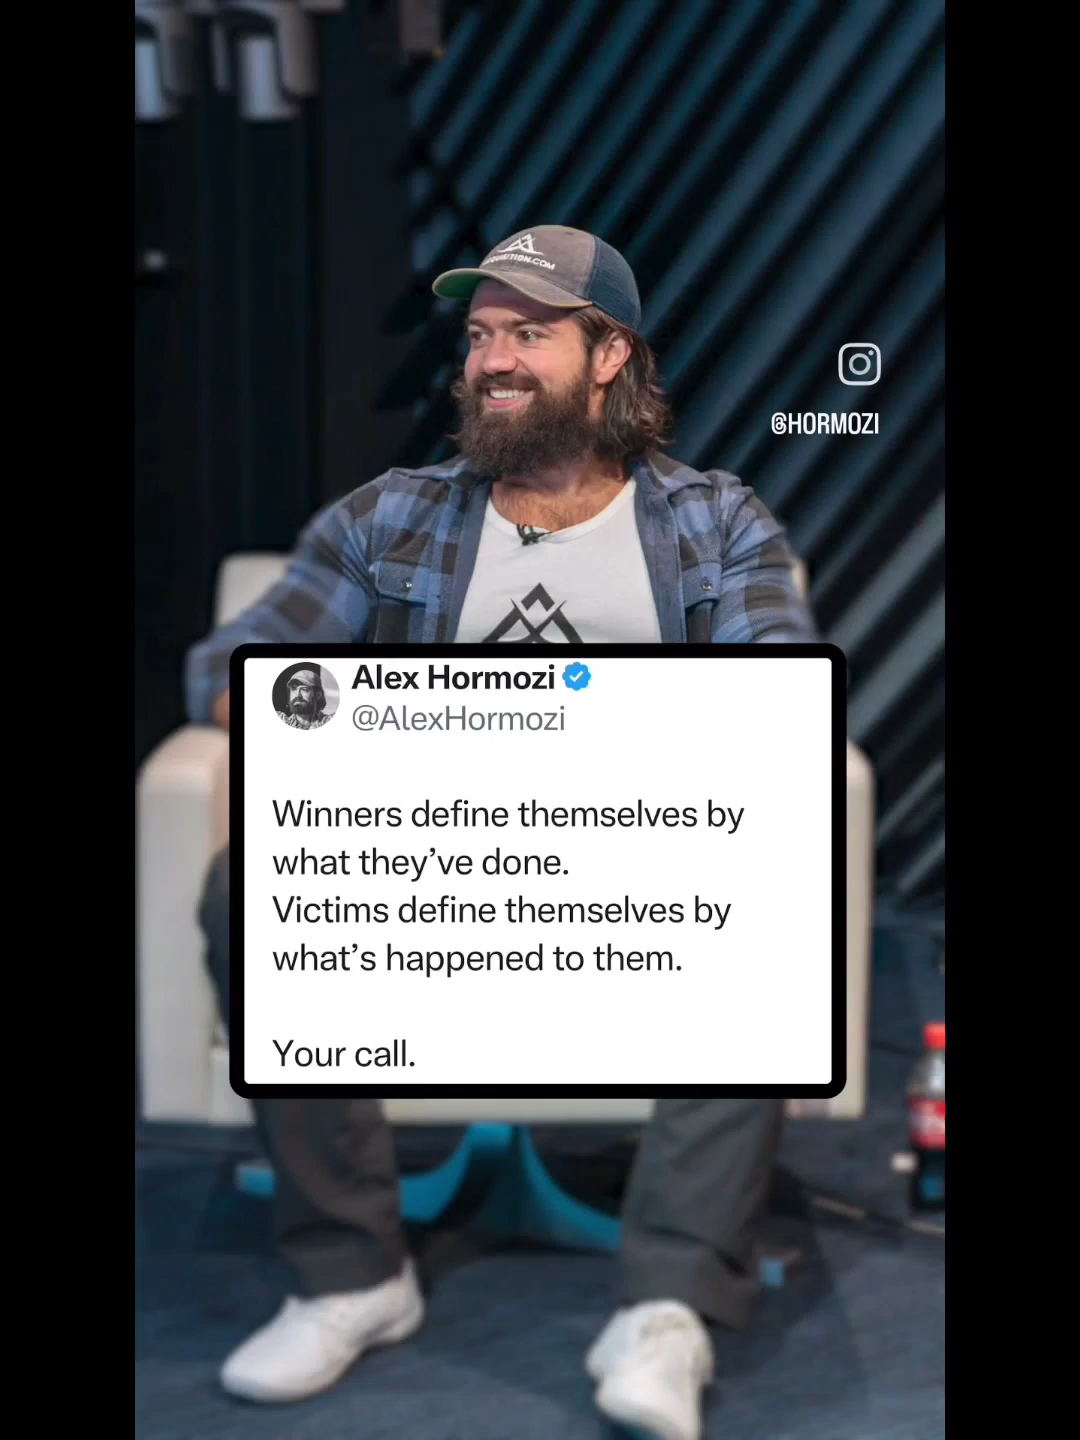 @HORMOZI
Alex Hormozi
@AlexHormozi
Winners define themselves by
what they’ve done.
Victims define themselves by
what’s happened to them.
Your call.